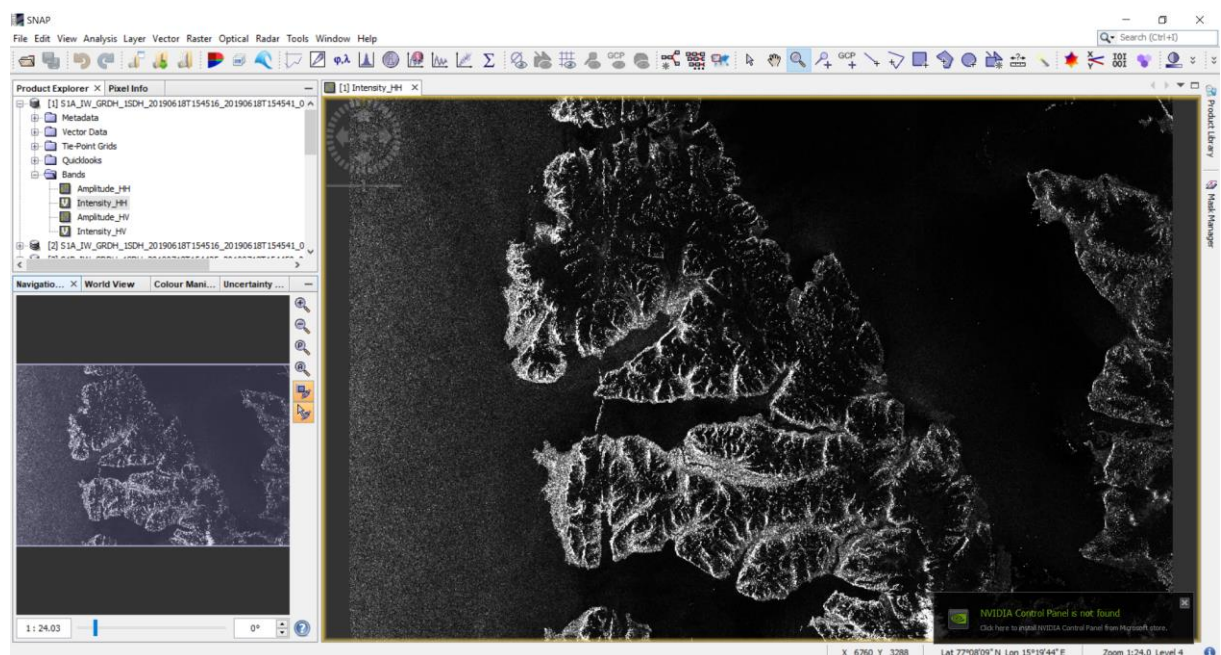 SNAP
File Edit View Analysis Layer Vector Raster Optical Radar Tools Window Help
Search (Ctrl+I)
Product Explorer × Pixel Info
[1] Intensity_HH ×
[1] S1A_IW_GRDH_1SDH_20190618T154516_20190618T154541_0
Metadata
Vector Data
Tie-Point Grids
Quicklooks
Bands
Amplitude_HH
Intensity_HH
Amplitude_HV
Intensity_HV
[2] S1A_IW_GRDH_1SDH_20190618T154516_20190618T154541_0
Product Library
Mask Manager
Navigatio... × World View Colour Mani... Uncertainty ...
1 : 24.03
0°
NVIDIA Control Panel is not found
Click here to install NVIDIA Control Panel from Microsoft store.
X 6760 Y 3288 Lat 77°08'09" N Lon 15°19'44" E Zoom 1:24.0 Level 4